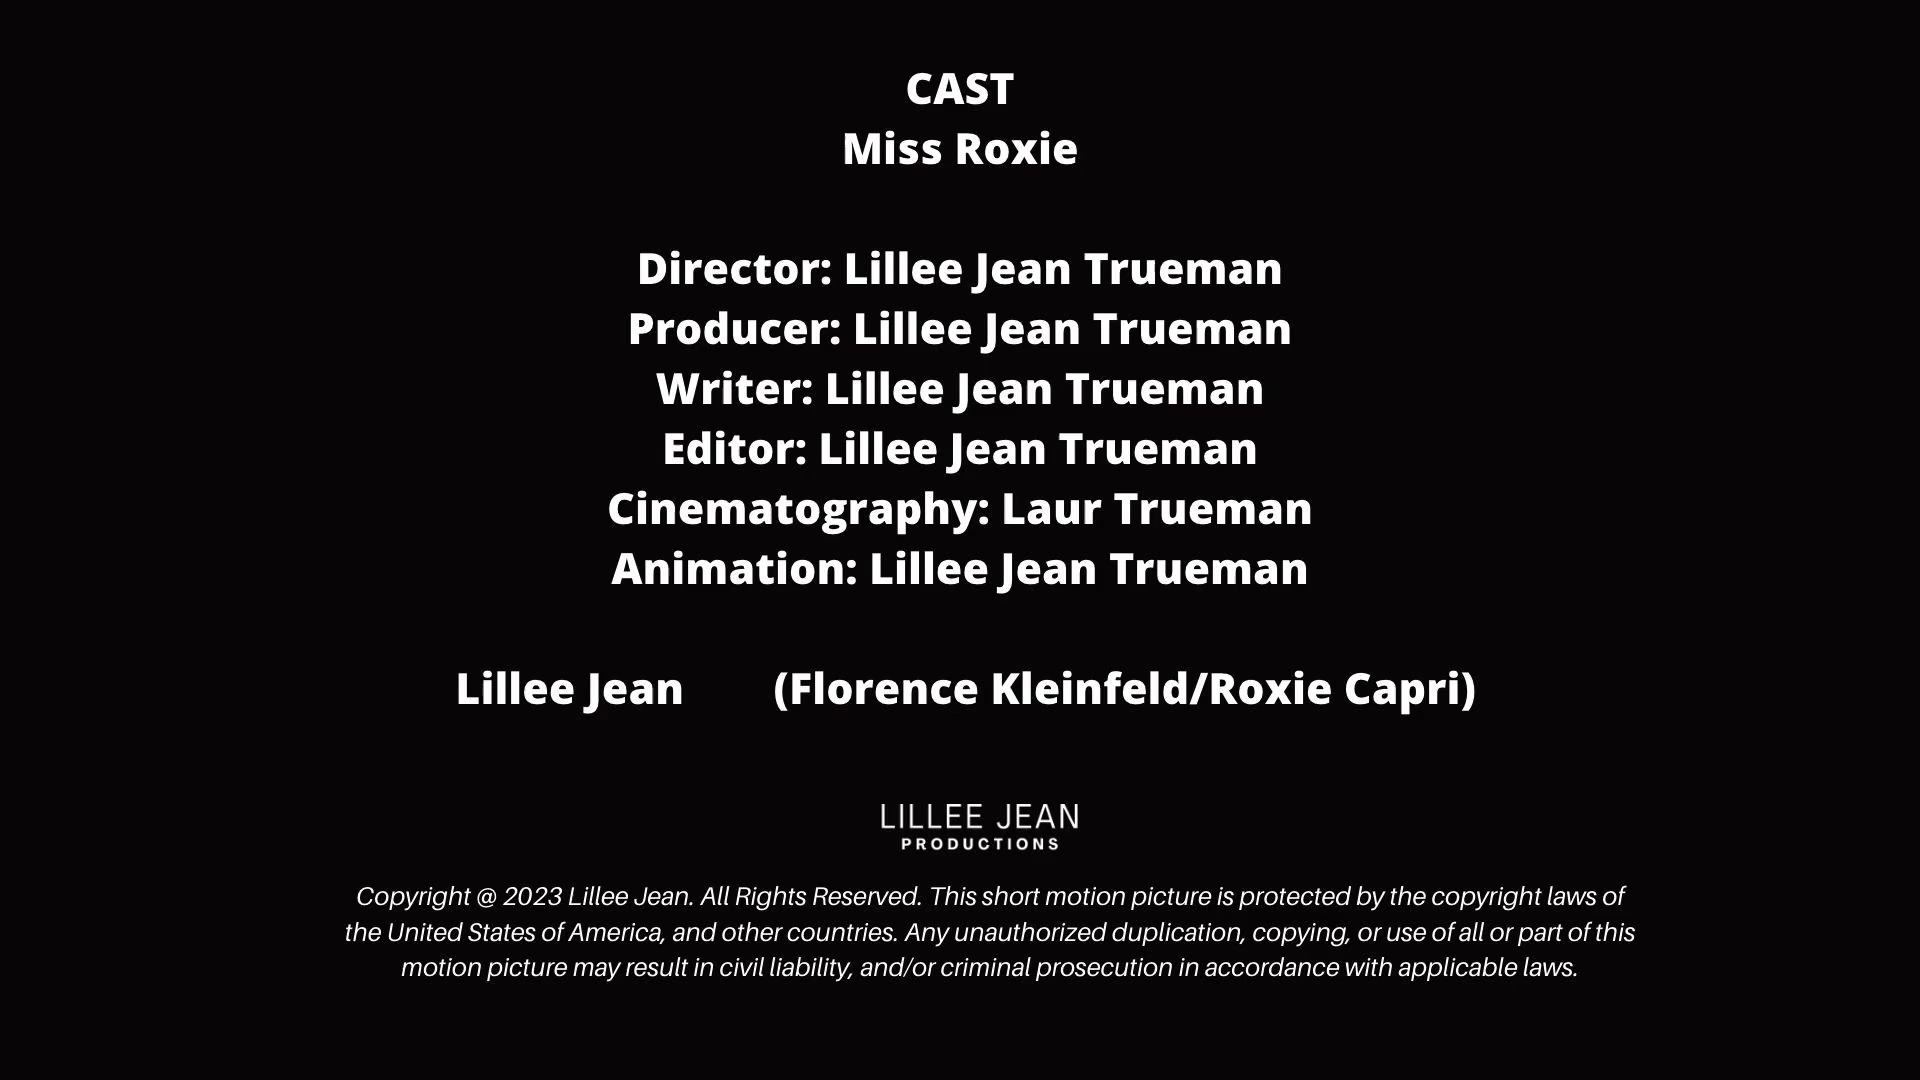 CAST
Miss Roxie
Director: Lillee Jean Trueman
Producer: Lillee Jean Trueman
Writer: Lillee Jean Trueman
Editor: Lillee Jean Trueman
Cinematography: Laur Trueman
Animation: Lillee Jean Trueman
Lillee Jean (Florence Kleinfeld/Roxie Capri)
LILLEE JEAN
PRODUCTIONS
Copyright @ 2023 Lillee Jean. All Rights Reserved. This short motion picture is protected by the copyright laws of
the United States of America, and other countries. Any unauthorized duplication, copying, or use of all or part of this
motion picture may result in civil liability, and/or criminal prosecution in accordance with applicable laws.